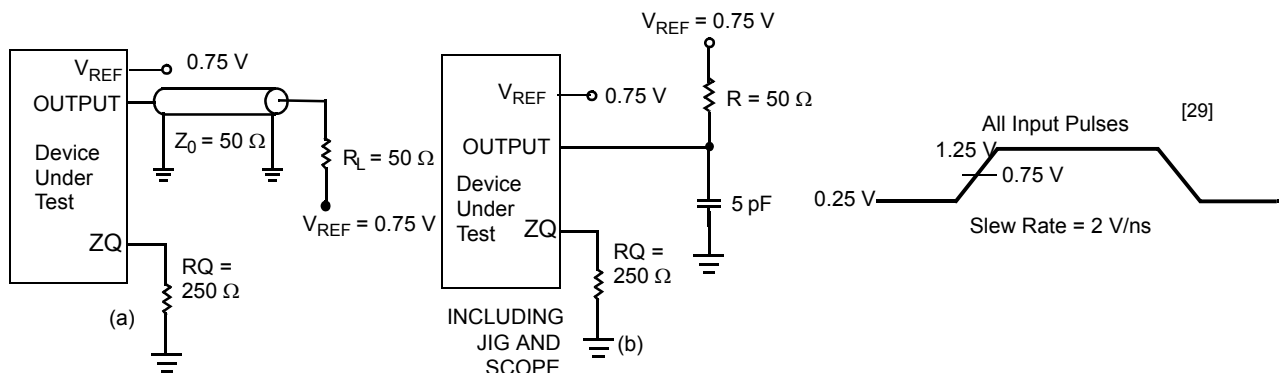 V_REF
0.75 V
OUTPUT
Z_0 = 50 Ω
Device
Under
Test
R_L = 50 Ω
V_REF = 0.75 V
ZQ
RQ =
250 Ω
(a)
V_REF = 0.75 V
V_REF
0.75 V
R = 50 Ω
OUTPUT
Device
Under
Test
5 pF
ZQ
RQ =
250 Ω
INCLUDING
JIG AND
SCOPE
(b)
[29]
All Input Pulses
1.25 V
0.75 V
0.25 V
Slew Rate = 2 V/ns